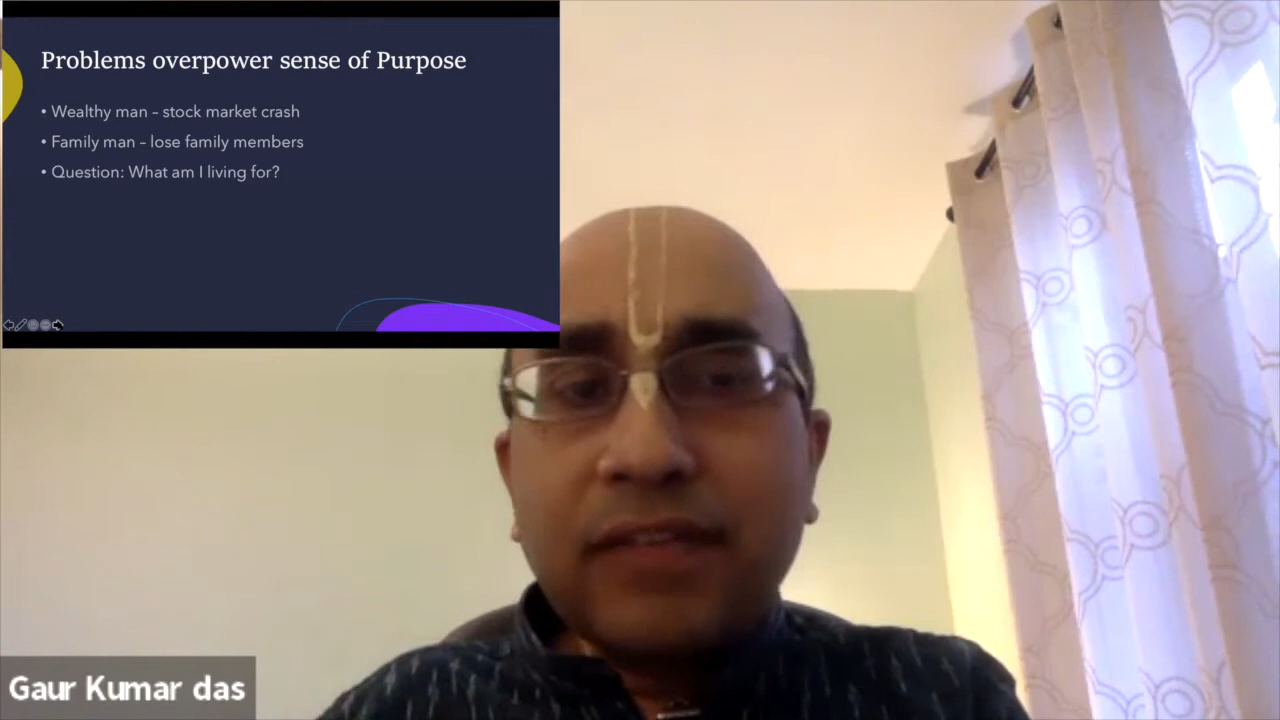 Problems overpower sense of Purpose
• Wealthy man – stock market crash
• Family man – lose family members
• Question: What am I living for?
Gaur Kumar das